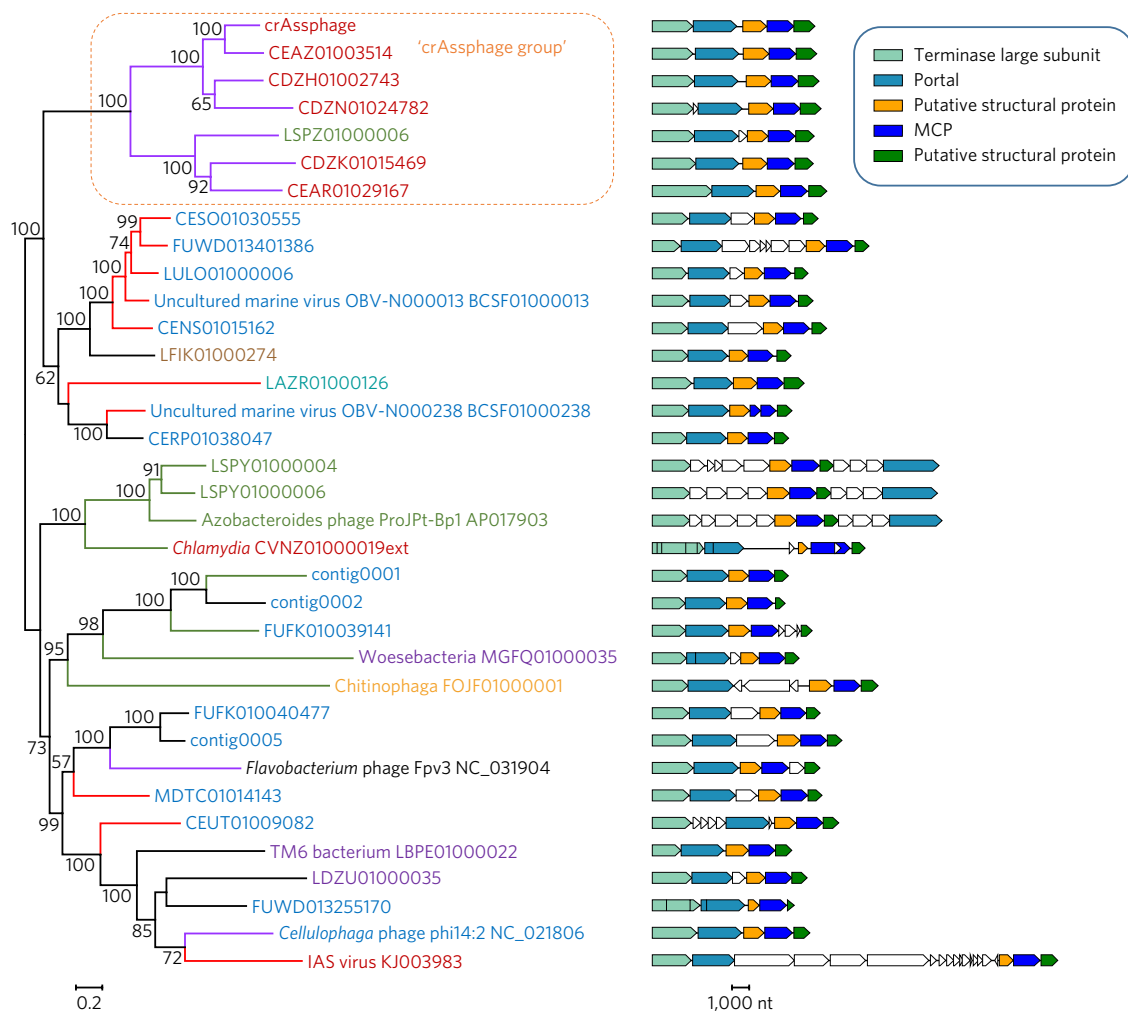 crAssphage
CEAZ01003514
CDZH01002743
CDZN01024782
LSPZ01000006
CDZK01015469
CEAR01029167
'crAssphage group'
CESO01030555
FUWD013401386
LULO01000006
Uncultured marine virus OBV-N000013 BCSF01000013
CENS01015162
LFIK01000274
LAZR01000126
Uncultured marine virus OBV-N000238 BCSF01000238
CERP01038047
LSPY01000004
LSPY01000006
Azobacteroides phage ProJPt-Bp1 AP017903
Chlamydia CVNZ01000019ext
contig0001
contig0002
FUFK010039141
Woesebacteria MGFQ01000035
Chitinophaga FOJF01000001
FUFK010040477
contig0005
Flavobacterium phage Fpv3 NC_031904
MDTC01014143
CEUT01009082
TM6 bacterium LBPE01000022
LDZU01000035
FUWD013255170
Cellulophaga phage phi14:2 NC_021806
IAS virus KJ003983
100
100
100
65
100
100
92
100
99
74
100
100
100
62
100
91
100
100
100
100
98
95
73
100
100
57
99
100
100
85
72
0.2
1,000 nt
Terminase large subunit
Portal
Putative structural protein
MCP
Putative structural protein